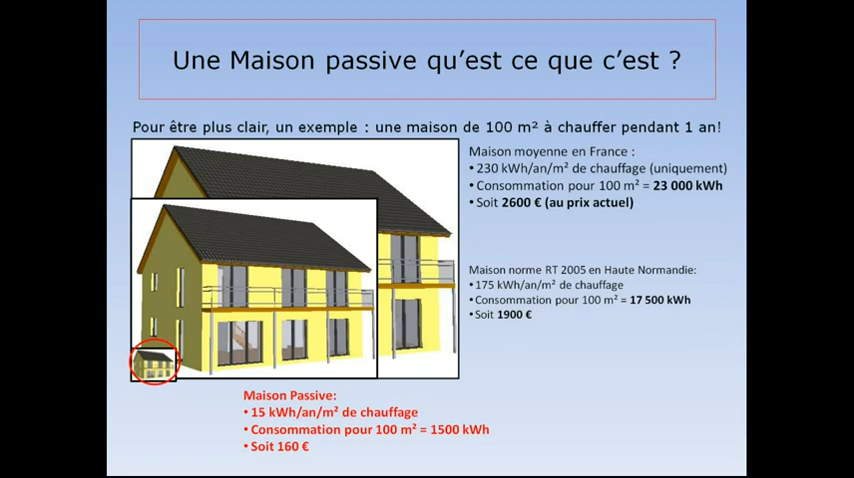 Une Maison passive qu'est ce que c'est ?
Pour être plus clair, un exemple : une maison de 100 m² à chauffer pendant 1 an!
Maison moyenne en France :
• 230 kWh/an/m² de chauffage (uniquement)
• Consommation pour 100 m² = 23 000 kWh
• Soit 2600 € (au prix actuel)
Maison norme RT 2005 en Haute Normandie:
• 175 kWh/an/m² de chauffage
• Consommation pour 100 m² = 17 500 kWh
• Soit 1900 €
Maison Passive:
• 15 kWh/an/m² de chauffage
• Consommation pour 100 m² = 1500 kWh
• Soit 160 €